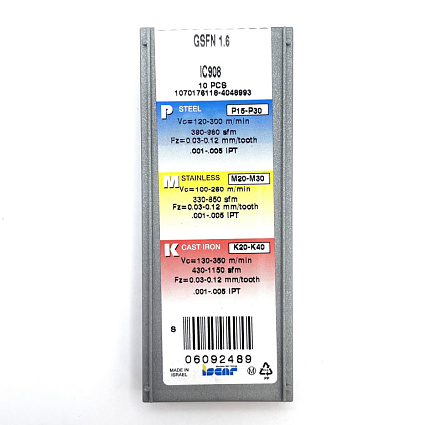 GSFN 1.6
IC908
10 PCS
1070176118-4048993
P STEEL P15-P30
Vc=120-300 m/min
390-980 sfm
Fz=0.03-0.12 mm/tooth
.001-.005 IPT
M STAINLESS M20-M30
Vc=100-260 m/min
330-850 sfm
Fz=0.03-0.12 mm/tooth
.001-.005 IPT
K CAST IRON K20-K40
Vc=130-350 m/min
430-1150 sfm
Fz=0.03-0.12 mm/tooth
.001-.005 IPT
S
06092489
MADE IN
ISRAEL
iscar
M
PP